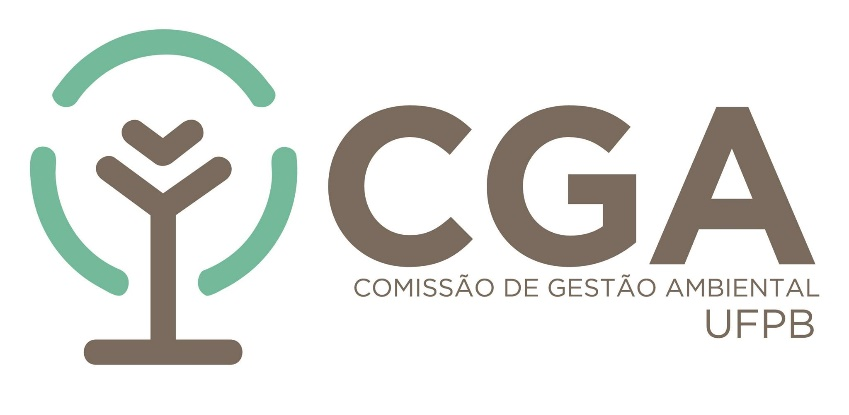 CGA
COMISSÃO DE GESTÃO AMBIENTAL
UFPB